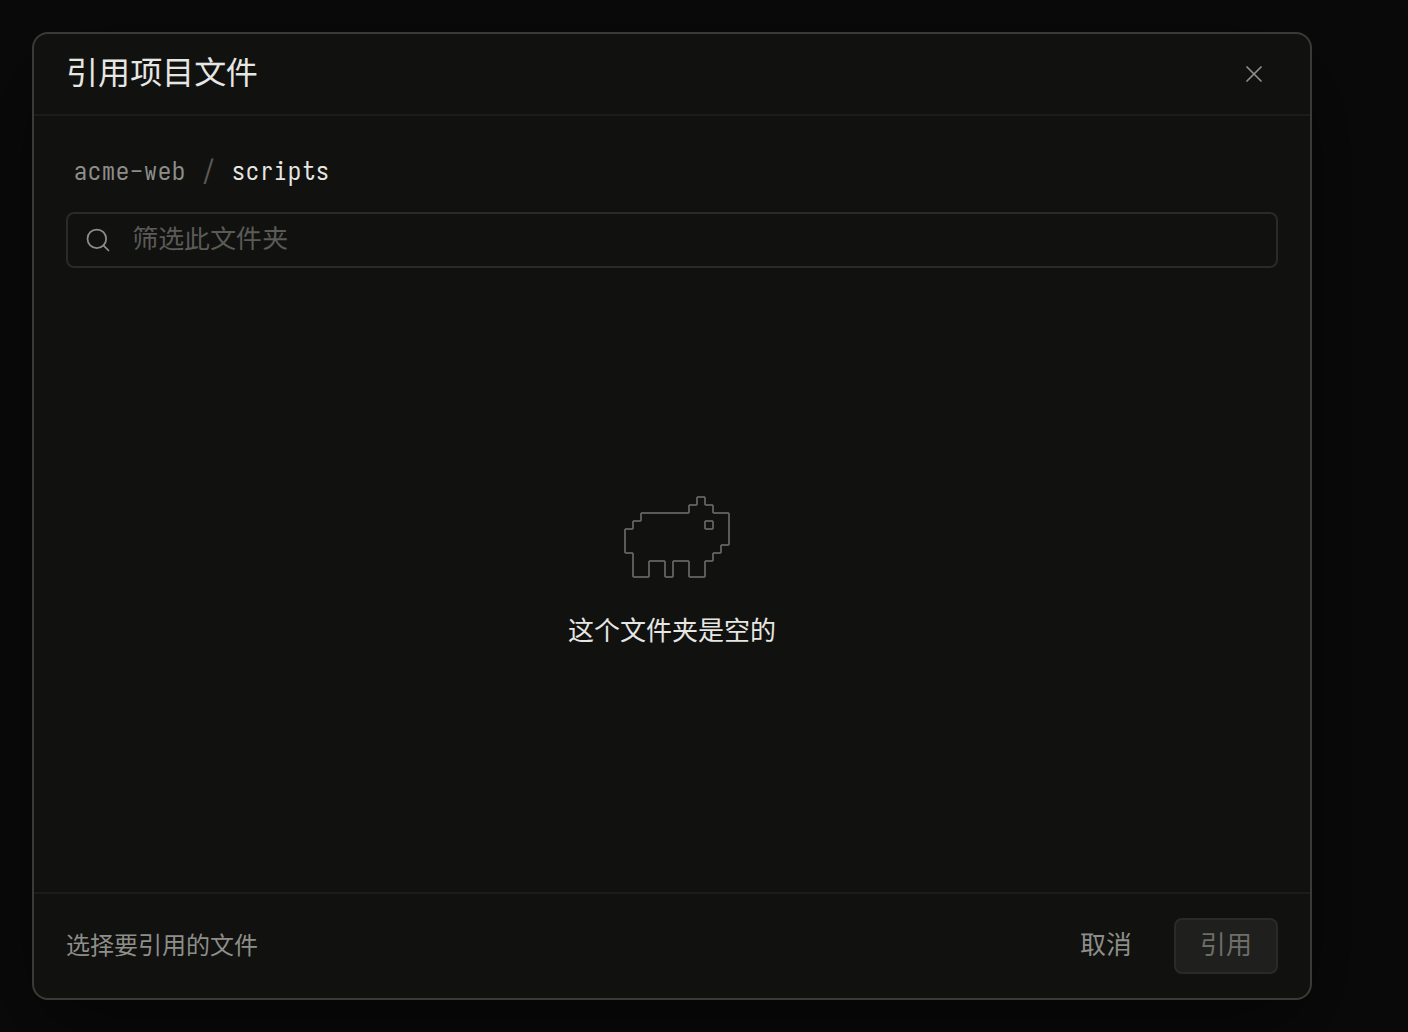 引用项目文件
acme-web / scripts
筛选此文件夹
这个文件夹是空的
选择要引用的文件
取消
引用